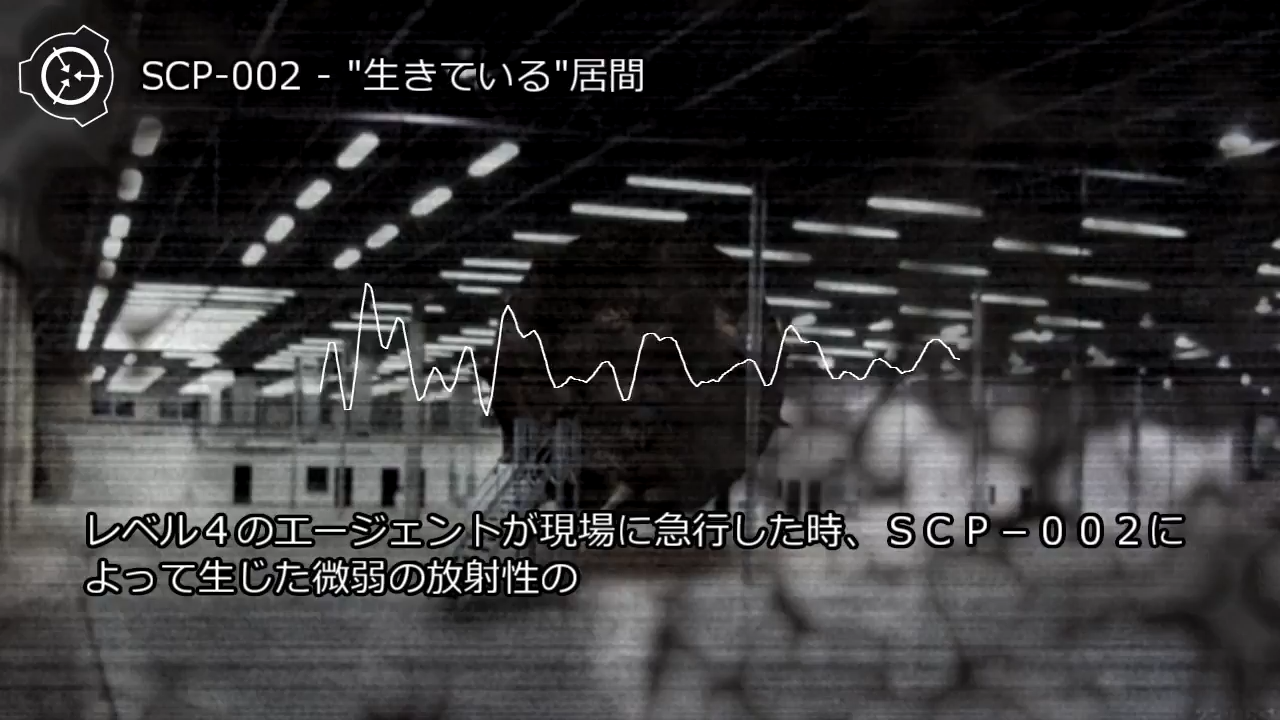 SCP-002 - "生きている"居間
レベル４のエージェントが現場に急行した時、ＳＣＰ－００２に
よって生じた微弱の放射性の